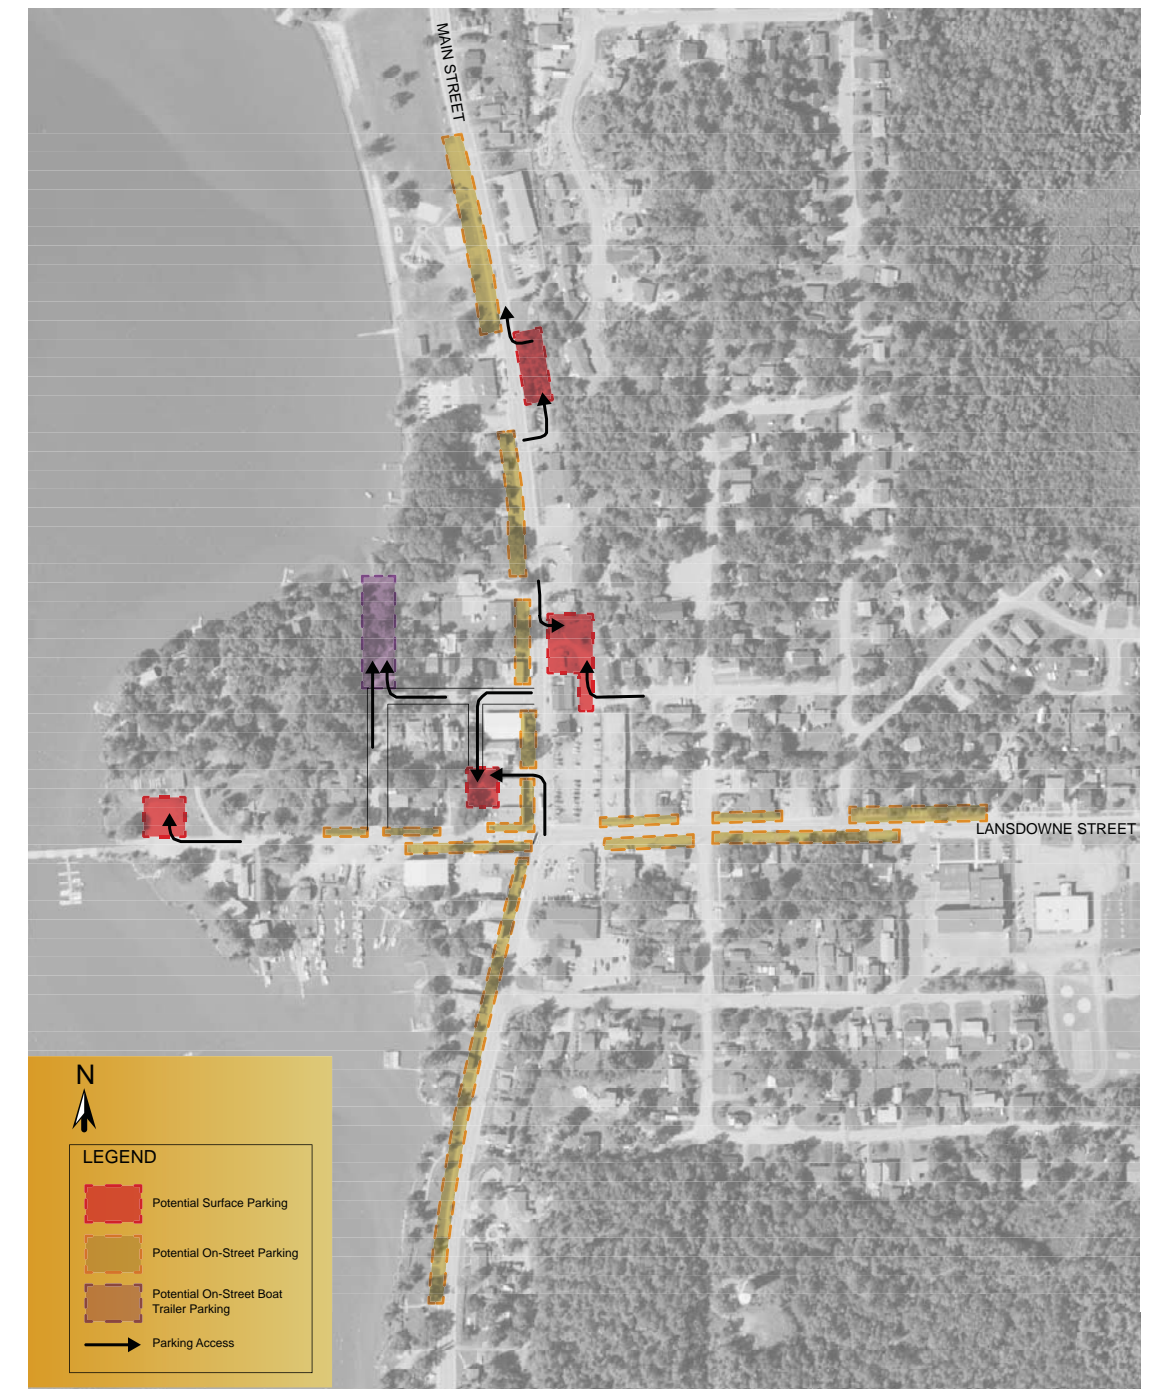 MAIN STREET
LANSDOWNE STREET
N
LEGEND
Potential Surface Parking
Potential On-Street Parking
Potential On-Street Boat
Trailer Parking
Parking Access